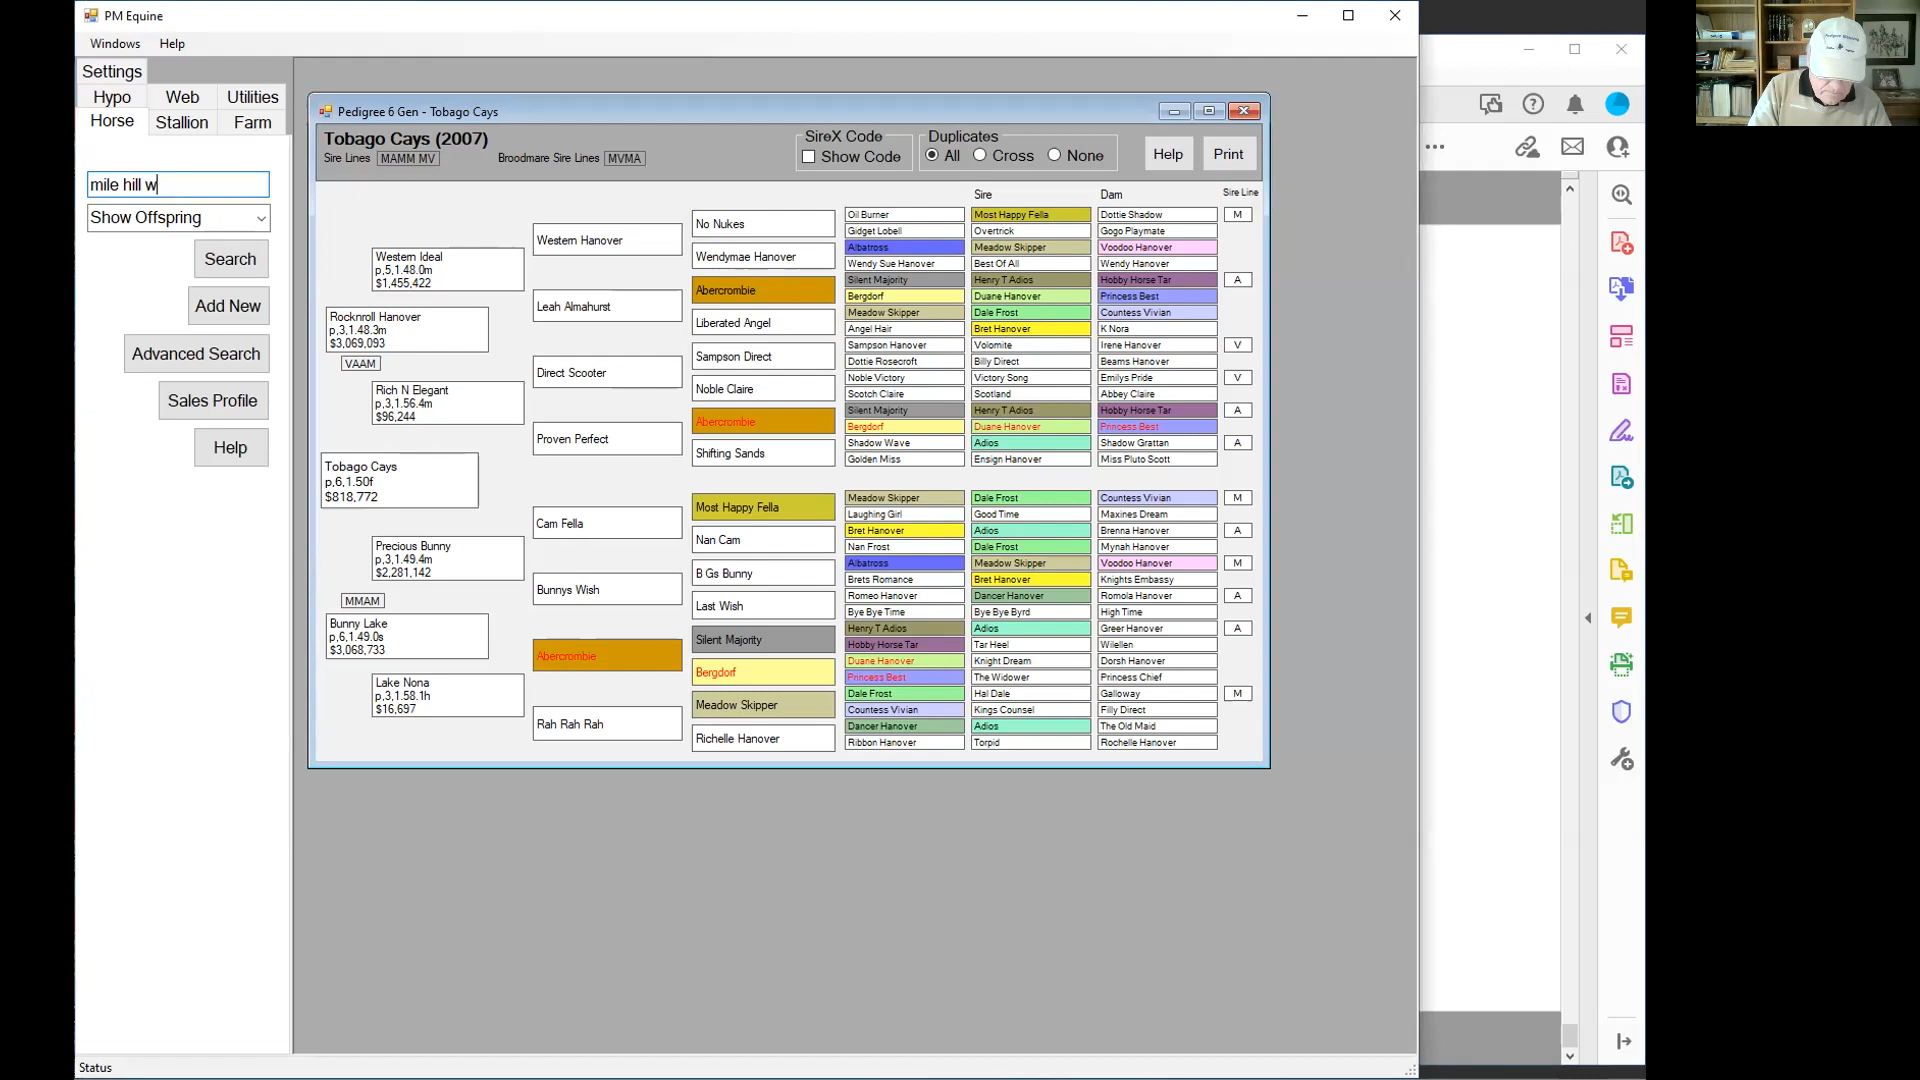 PM Equine
Windows Help
Settings
Hypo Web Utilities
Horse Stallion Farm
mile hill w
Show Offspring
Search
Add New
Advanced Search
Sales Profile
Help
Pedigree 6 Gen - Tobago Cays
Tobago Cays (2007)
Sire Lines MAMM MV Broodmare Sire Lines MVMA
SireX Code
Show Code
Duplicates
All Cross None
Help Print
Sire Dam Sire Line
Tobago Cays
p,6,1.50f
$818,772
Rocknroll Hanover
p,3,1.48.3m
$3,069,093
VAAM
Bunny Lake
p,6,1.49.0s
$3,068,733
MMAM
Western Ideal
p,5,1.48.0m
$1,455,422
Rich N Elegant
p,3,1.56.4m
$96,244
Precious Bunny
p,3,1.49.4m
$2,281,142
Lake Nona
p,3,1.58.1h
$16,697
Western Hanover
Leah Almahurst
Direct Scooter
Proven Perfect
Cam Fella
Bunnys Wish
Abercrombie
Rah Rah Rah
No Nukes
Wendymae Hanover
Abercrombie
Liberated Angel
Sampson Direct
Noble Claire
Abercrombie
Shifting Sands
Most Happy Fella
Nan Cam
B Gs Bunny
Last Wish
Silent Majority
Bergdorf
Meadow Skipper
Richelle Hanover
Oil Burner Most Happy Fella Dottie Shadow M
Gidget Lobell Overtrick Gogo Playmate
Albatross Meadow Skipper Voodoo Hanover
Wendy Sue Hanover Best Of All Wendy Hanover
Silent Majority Henry T Adios Hobby Horse Tar A
Bergdorf Duane Hanover Princess Best
Meadow Skipper Dale Frost Countess Vivian
Angel Hair Bret Hanover K Nora
Sampson Hanover Volomite Irene Hanover V
Dottie Rosecroft Billy Direct Beams Hanover
Noble Victory Victory Song Emilys Pride V
Scotch Claire Scotland Abbey Claire
Silent Majority Henry T Adios Hobby Horse Tar A
Bergdorf Duane Hanover Princess Best
Shadow Wave Adios Shadow Grattan A
Golden Miss Ensign Hanover Miss Pluto Scott
Meadow Skipper Dale Frost Countess Vivian M
Laughing Girl Good Time Maxines Dream
Bret Hanover Adios Brenna Hanover A
Nan Frost Dale Frost Mynah Hanover
Albatross Meadow Skipper Voodoo Hanover M
Brets Romance Bret Hanover Knights Embassy
Romeo Hanover Dancer Hanover Romola Hanover A
Bye Bye Time Bye Bye Byrd High Time
Henry T Adios Adios Greer Hanover A
Hobby Horse Tar Tar Heel Wilellen
Duane Hanover Knight Dream Dorsh Hanover
Princess Best The Widower Princess Chief
Dale Frost Hal Dale Galloway M
Countess Vivian Kings Counsel Filly Direct
Dancer Hanover Adios The Old Maid
Ribbon Hanover Torpid Rochelle Hanover
Status